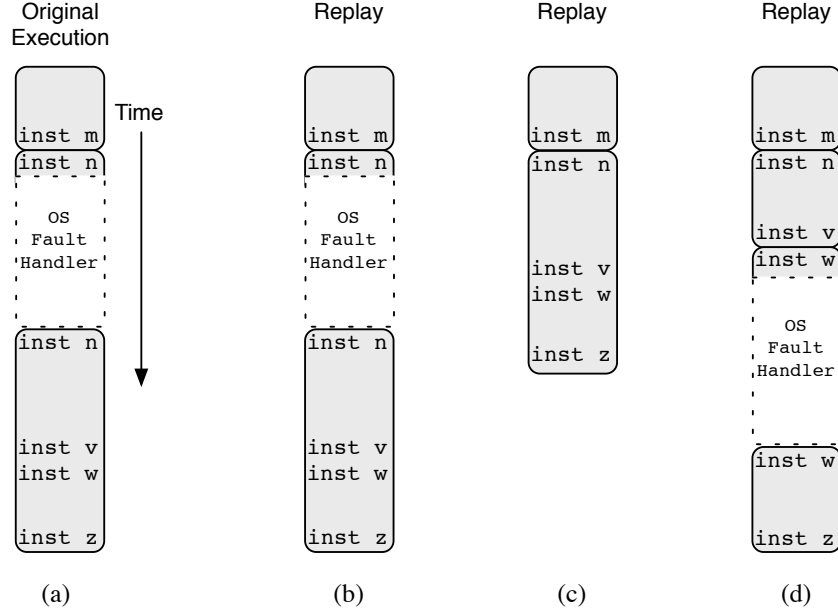 Original
Execution
Time
inst m
inst n
OS
Fault
Handler
inst n
inst v
inst w
inst z
(a)
Replay
inst m
inst n
OS
Fault
Handler
inst n
inst v
inst w
inst z
(b)
Replay
inst m
inst n
inst v
inst w
inst z
(c)
Replay
inst m
inst n
inst v
inst w
OS
Fault
Handler
inst w
inst z
(d)